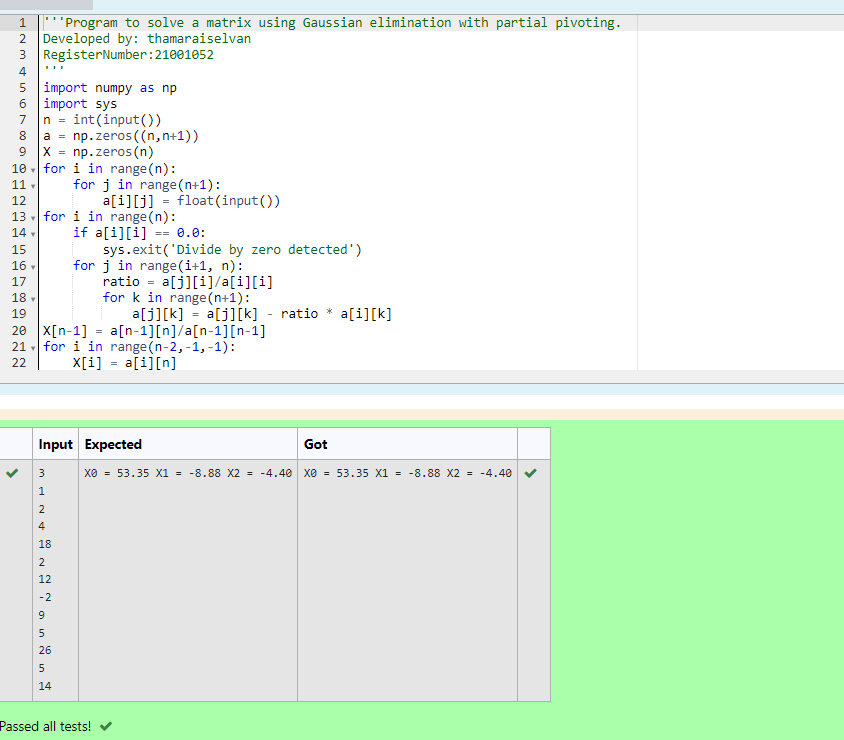 1 '''Program to solve a matrix using Gaussian elimination with partial pivoting.
2 Developed by: thamaraiselvan
3 RegisterNumber:21001052
4 '''
5 import numpy as np
6 import sys
7 n = int(input())
8 a = np.zeros((n,n+1))
9 X = np.zeros(n)
10 for i in range(n):
11     for j in range(n+1):
12         a[i][j] = float(input())
13 for i in range(n):
14     if a[i][i] == 0.0:
15         sys.exit('Divide by zero detected')
16     for j in range(i+1, n):
17         ratio = a[j][i]/a[i][i]
18         for k in range(n+1):
19             a[j][k] = a[j][k] - ratio * a[i][k]
20 X[n-1] = a[n-1][n]/a[n-1][n-1]
21 for i in range(n-2,-1,-1):
22     X[i] = a[i][n]
Input Expected Got
3 X0 = 53.35 X1 = -8.88 X2 = -4.40 X0 = 53.35 X1 = -8.88 X2 = -4.40
1
2
4
18
2
12
-2
9
5
26
5
14
Passed all tests!